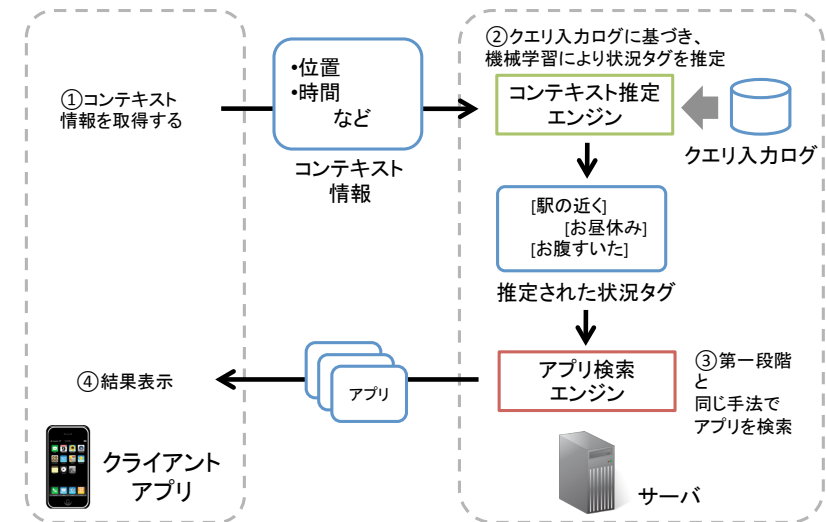 ①コンテキスト
情報を取得する
•位置
•時間
など
コンテキスト
情報
②クエリ入力ログに基づき、
機械学習により状況タグを推定
コンテキスト推定
エンジン
クエリ入力ログ
[駅の近く]
[お昼休み]
[お腹すいた]
推定された状況タグ
アプリ検索
エンジン
③第一段階
と
同じ手法で
アプリを検索
アプリ
④結果表示
クライアント
アプリ
サーバ